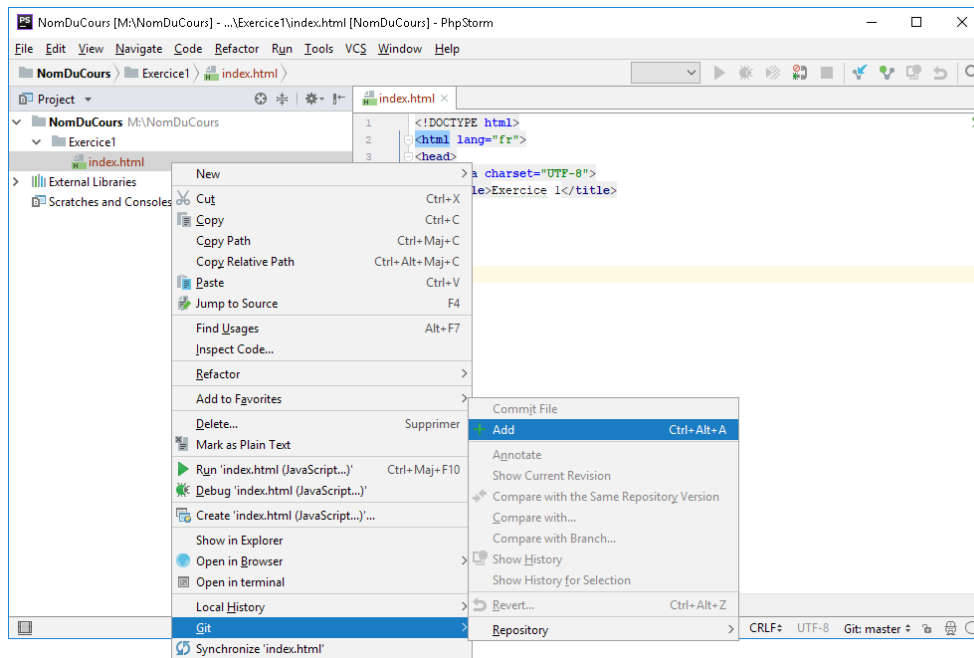 NomDuCours [M:\NomDuCours] - ...\Exercice1\index.html [NomDuCours] - PhpStorm
File Edit View Navigate Code Refactor Run Tools VCS Window Help
NomDuCours Exercice1 index.html
Project index.html
NomDuCours M:\NomDuCours
Exercice1
index.html
External Libraries
Scratches and Consoles
1 <!DOCTYPE html>
2 <html lang="fr">
3 <head>
a charset="UTF-8">
le>Exercice 1</title>
New
Cut Ctrl+X
Copy Ctrl+C
Copy Path Ctrl+Maj+C
Copy Relative Path Ctrl+Alt+Maj+C
Paste Ctrl+V
Jump to Source F4
Find Usages Alt+F7
Inspect Code...
Refactor
Add to Favorites
Delete... Supprimer
Mark as Plain Text
Run 'index.html (JavaScript...)' Ctrl+Maj+F10
Debug 'index.html (JavaScript...)'
Create 'index.html (JavaScript...)'...
Show in Explorer
Open in Browser
Open in terminal
Local History
Git
Synchronize 'index.html'
Commit File
Add Ctrl+Alt+A
Annotate
Show Current Revision
Compare with the Same Repository Version
Compare with...
Compare with Branch...
Show History
Show History for Selection
Revert... Ctrl+Alt+Z
Repository
CRLF UTF-8 Git: master